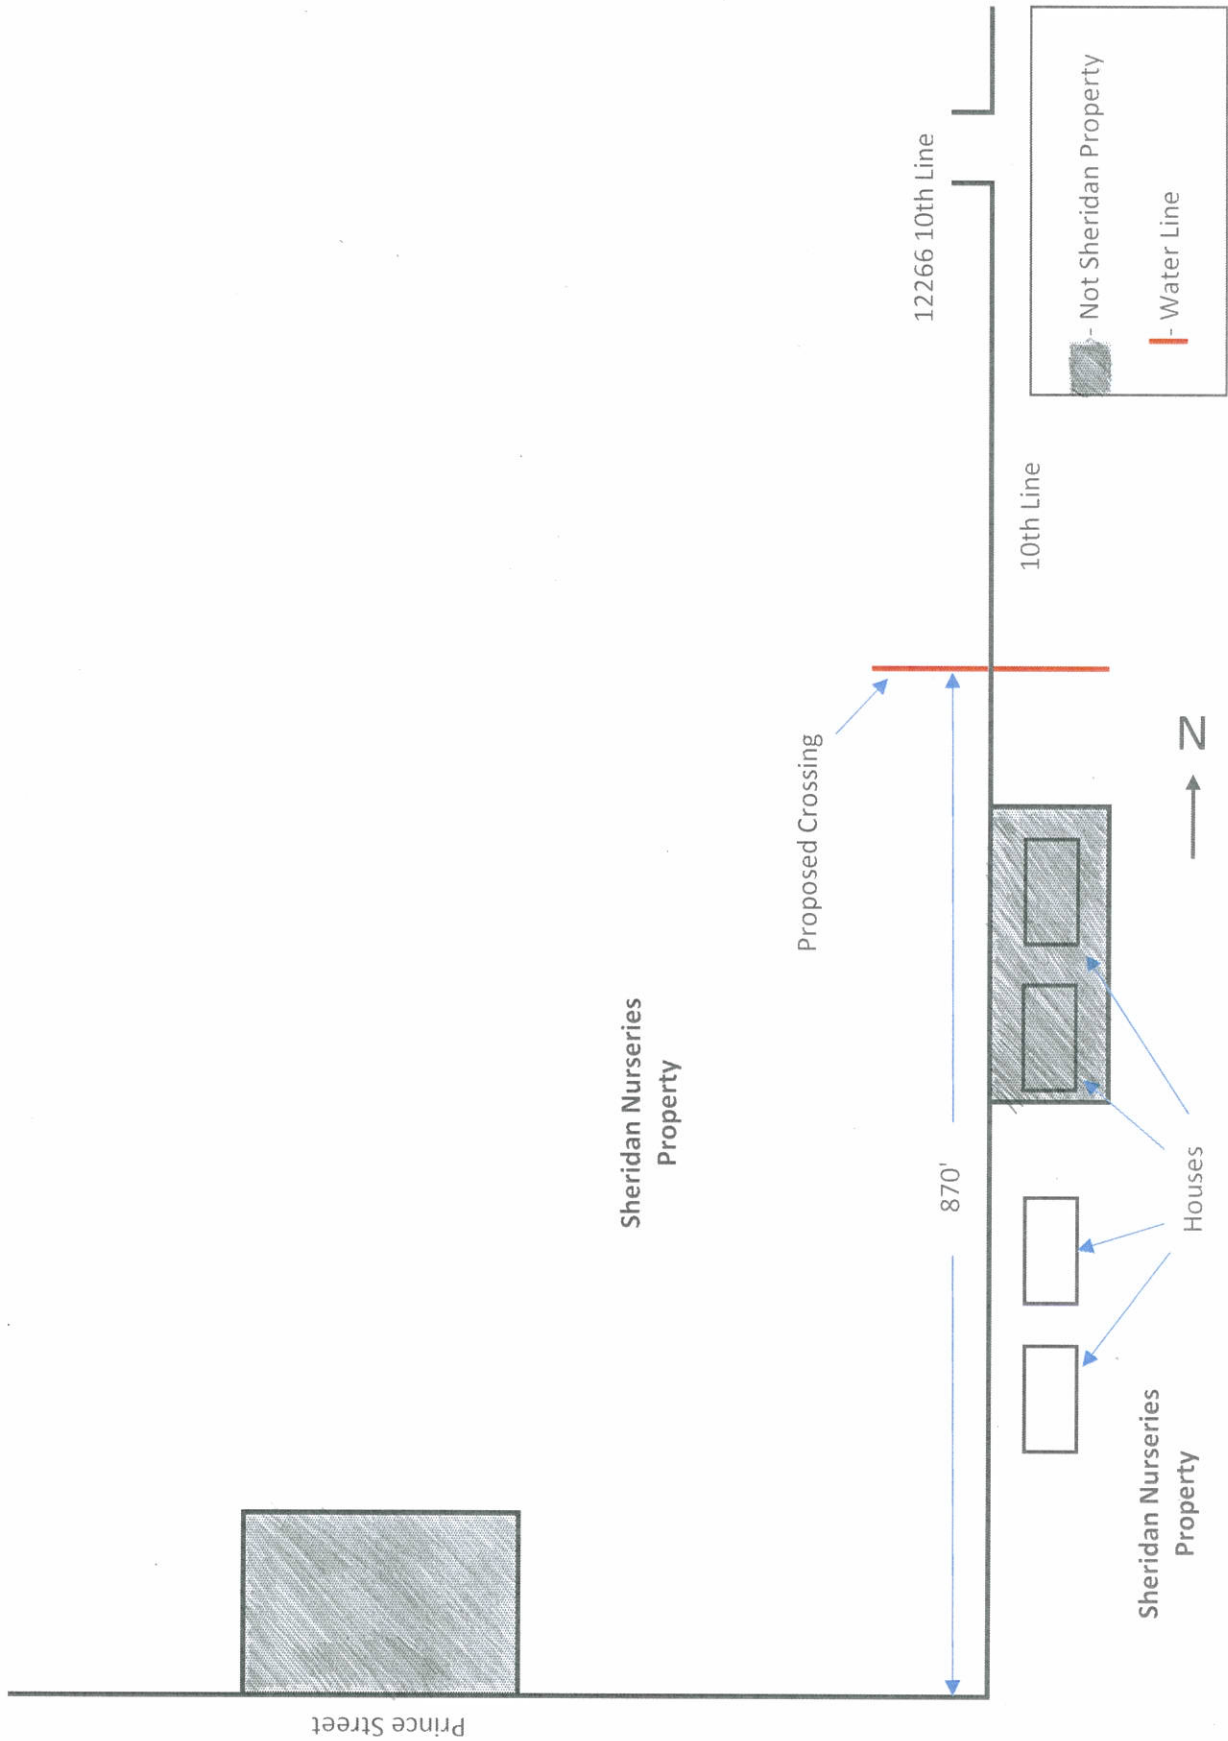 Prince Street
Sheridan Nurseries
Property
12266 10th Line
Proposed Crossing
870'
10th Line
Houses
Sheridan Nurseries
Property
N
- Not Sheridan Property
- Water Line